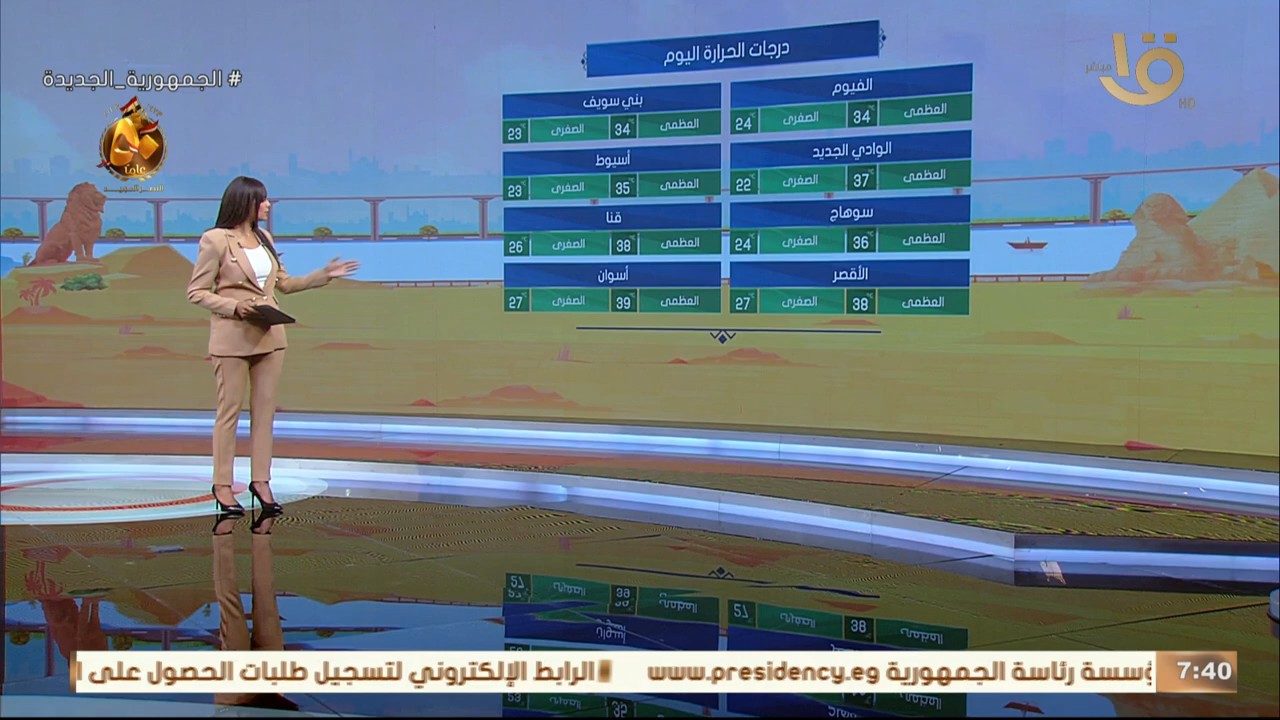 #الجمهورية_الجديدة
مباشر
HD
عاما
درجات الحرارة اليوم
الفيوم
العظمى 34 الصغرى 24
بني سويف
العظمى 34 الصغرى 23
الوادي الجديد
العظمى 37 الصغرى 22
أسيوط
العظمى 35 الصغرى 23
سوهاج
العظمى 36 الصغرى 24
قنا
العظمى 38 الصغرى 26
الأقصر
العظمى 38 الصغرى 27
أسوان
العظمى 39 الصغرى 27
7:40
ؤسسة رئاسة الجمهورية www.presidency.eg الرابط الإلكتروني لتسجيل طلبات الحصول على ا